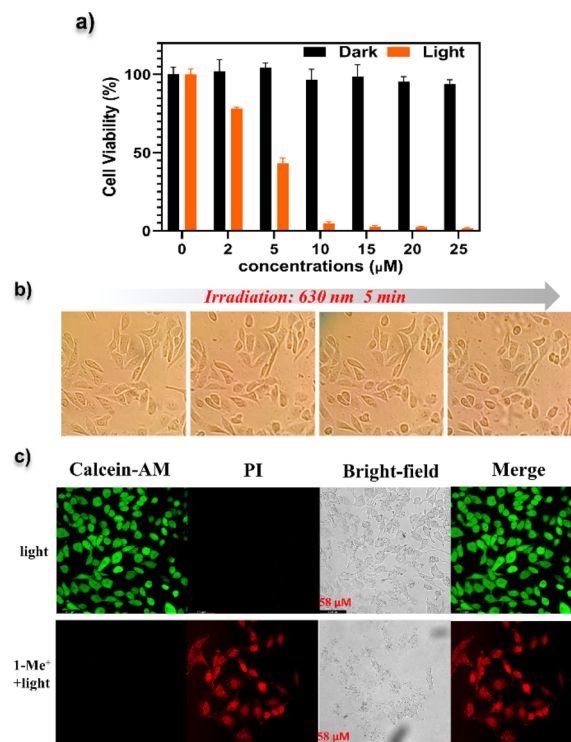 a)
Dark Light
Cell Viability (%)
100
50
0
0 2 5 10 15 20 25
concentrations (μM)
b)
Irradiation: 630 nm 5 min
c)
Calcein-AM PI Bright-field Merge
light
58 μM
1-Me⁺
+light
58 μM